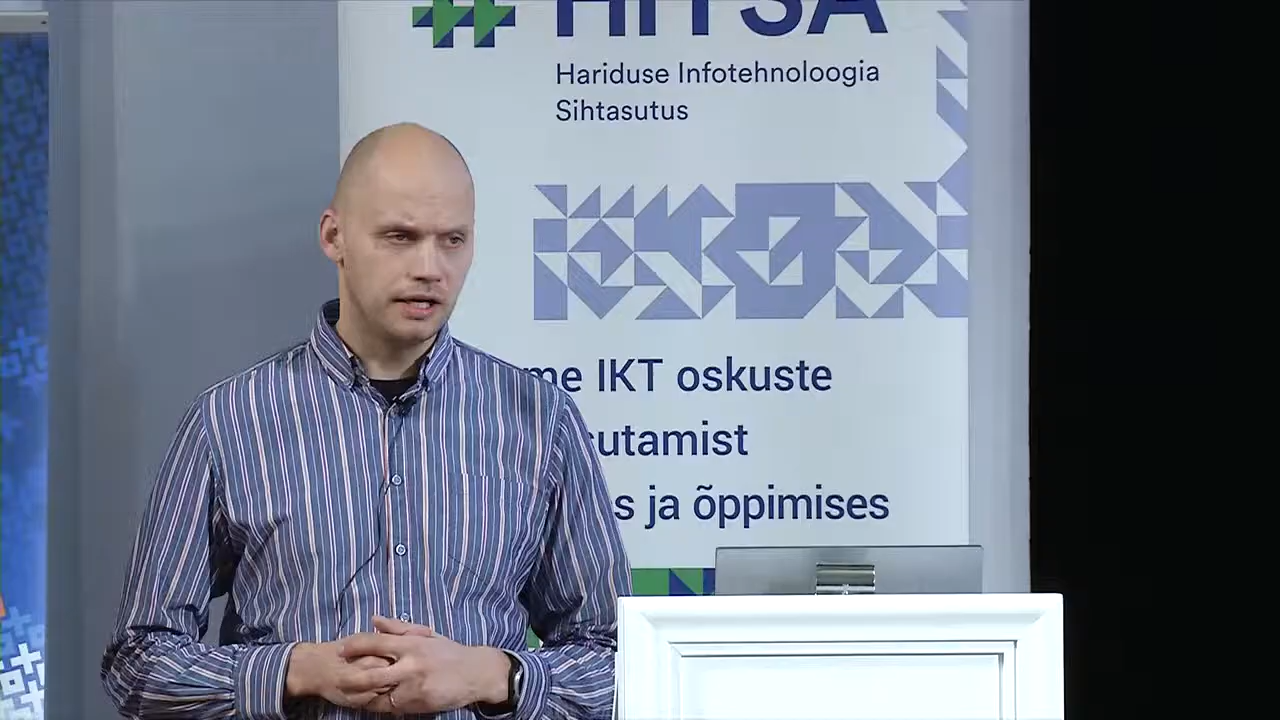 HITSA
Hariduse Infotehnoloogia
Sihtasutus
me IKT oskuste
utamist
s ja õppimises